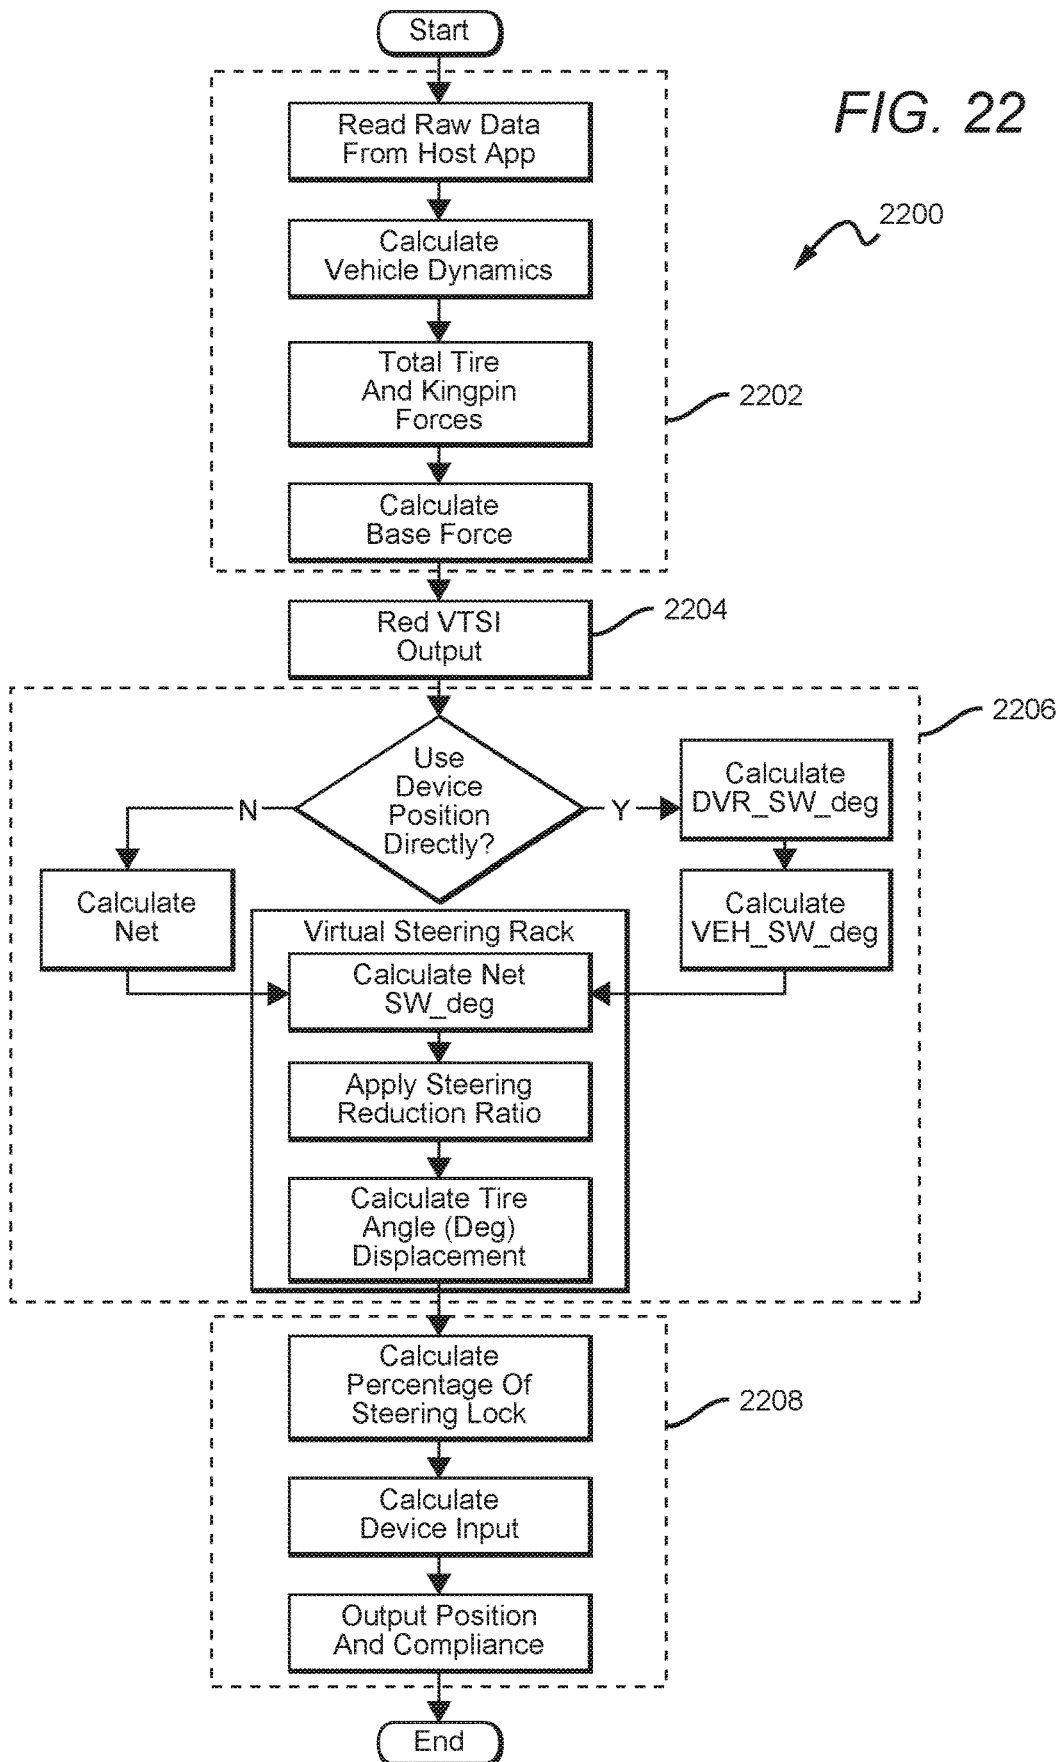 Start
FIG. 22
Read Raw Data
From Host App
2200
Calculate
Vehicle Dynamics
Total Tire
And Kingpin
Forces
2202
Calculate
Base Force
Red VTSI
Output
2204
2206
Use
Device
Position
Directly?
N
Y
Calculate
DVR_SW_deg
Calculate
Net
Calculate
VEH_SW_deg
Virtual Steering Rack
Calculate Net
SW_deg
Apply Steering
Reduction Ratio
Calculate Tire
Angle (Deg)
Displacement
Calculate
Percentage Of
Steering Lock
2208
Calculate
Device Input
Output Position
And Compliance
End